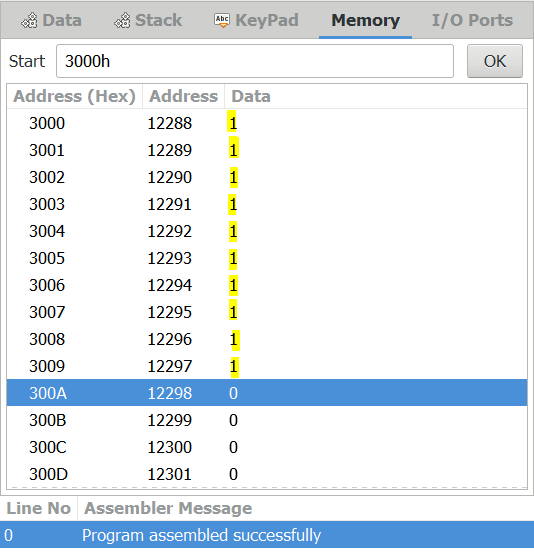 Data Stack Abc KeyPad Memory I/O Ports
Start 3000h OK
Address (Hex) Address Data
3000 12288 1
3001 12289 1
3002 12290 1
3003 12291 1
3004 12292 1
3005 12293 1
3006 12294 1
3007 12295 1
3008 12296 1
3009 12297 1
300A 12298 0
300B 12299 0
300C 12300 0
300D 12301 0
Line No Assembler Message
0 Program assembled successfully